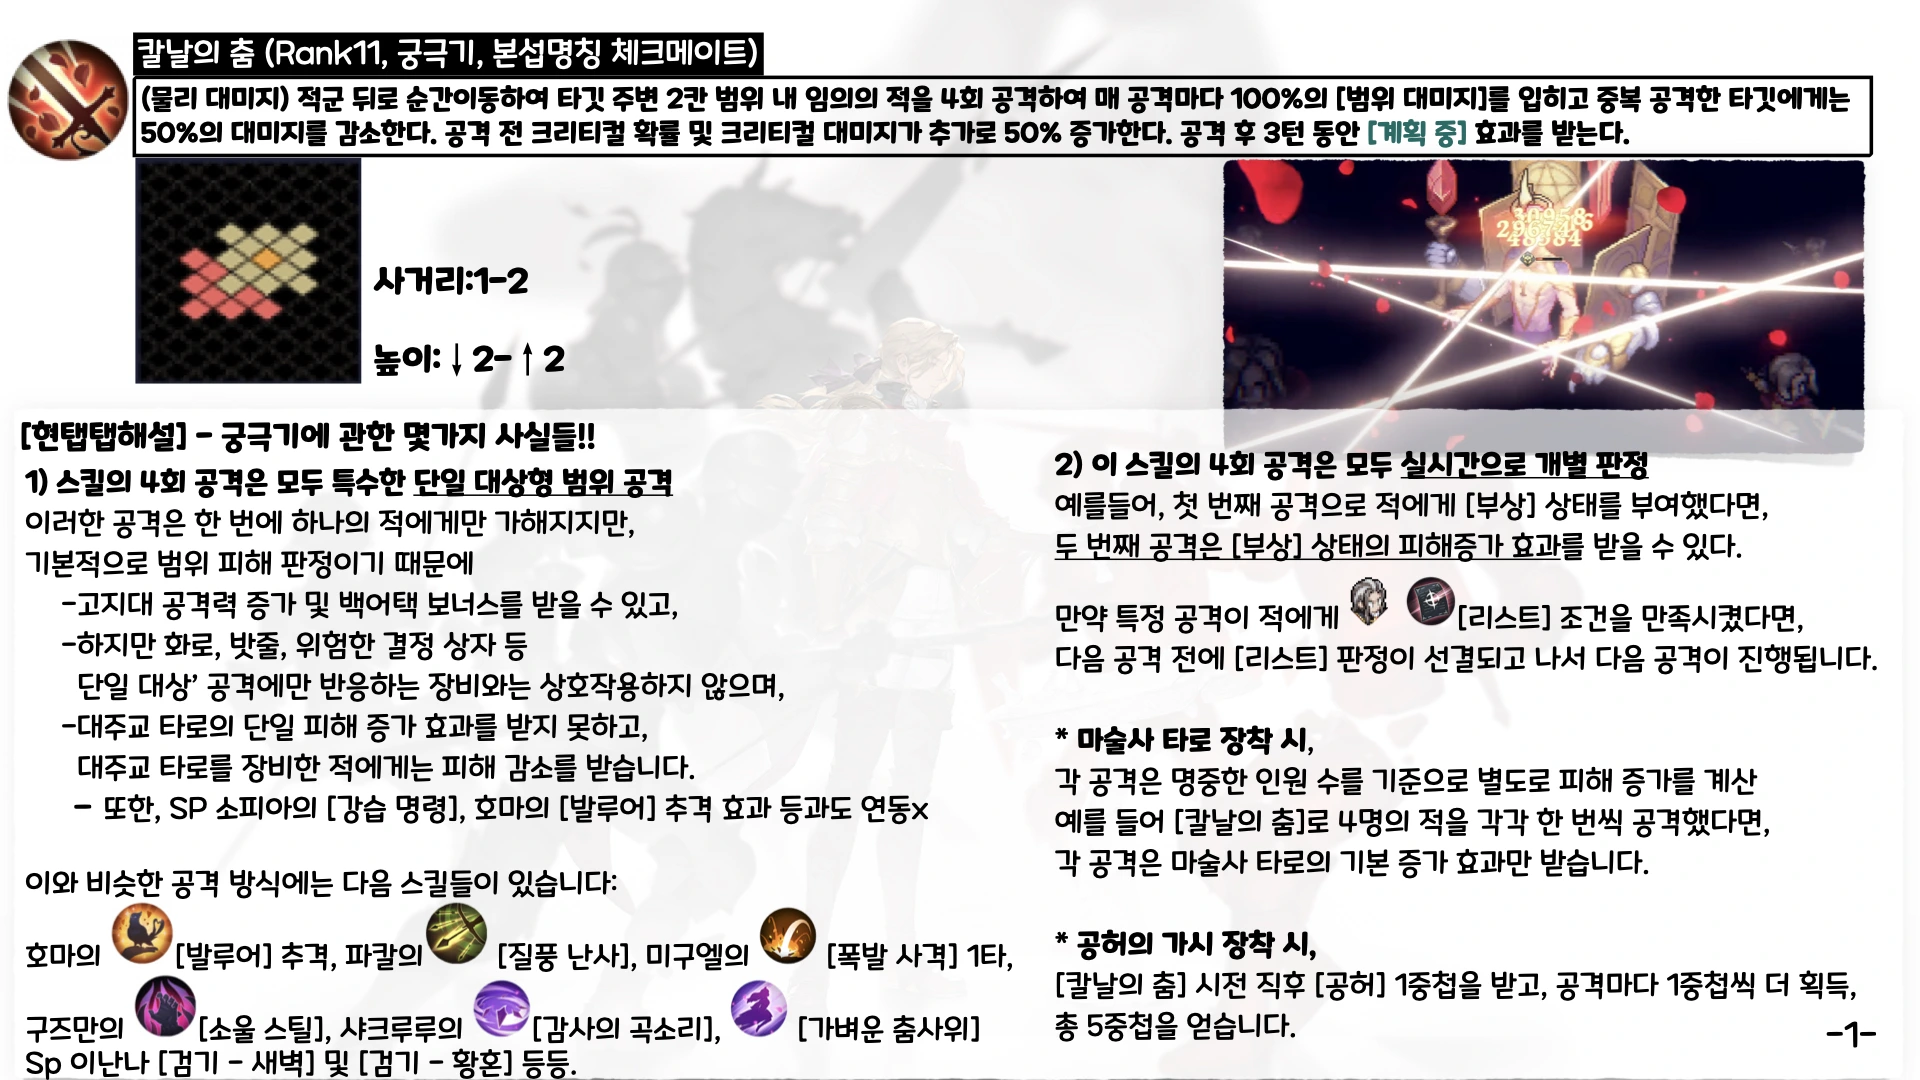 칼날의 춤 (Rank11, 궁극기, 본섭명칭 체크메이트)
(물리 대미지) 적군 뒤로 순간이동하여 타깃 주변 2칸 범위 내 임의의 적을 4회 공격하여 매 공격마다 100%의 [범위 대미지]를 입히고 중복 공격한 타깃에게는
50%의 대미지를 감소한다. 공격 전 크리티컬 확률 및 크리티컬 대미지가 추가로 50% 증가한다. 공격 후 3턴 동안 [계획 중] 효과를 받는다.
사거리:1-2
높이:↓2-↑2
[현탭탭해설] - 궁극기에 관한 몇가지 사실들!!
1) 스킬의 4회 공격은 모두 특수한 단일 대상형 범위 공격
이러한 공격은 한 번에 하나의 적에게만 가해지지만,
기본적으로 범위 피해 판정이기 때문에
-고지대 공격력 증가 및 백어택 보너스를 받을 수 있고,
-하지만 화로, 밧줄, 위험한 결정 상자 등
단일 대상' 공격에만 반응하는 장비와는 상호작용하지 않으며,
-대주교 타로의 단일 피해 증가 효과를 받지 못하고,
대주교 타로를 장비한 적에게는 피해 감소를 받습니다.
- 또한, SP 소피아의 [강습 명령], 호마의 [발루어] 추격 효과 등과도 연동x
이와 비슷한 공격 방식에는 다음 스킬들이 있습니다:
호마의 [발루어] 추격, 파칼의 [질풍 난사], 미구엘의 [폭발 사격] 1타,
구즈만의 [소울 스틸], 샤크루루의 [감사의 곡소리], [가벼운 춤사위]
Sp 이난나 [검기 - 새벽] 및 [검기 - 황혼] 등등.
2) 이 스킬의 4회 공격은 모두 실시간으로 개별 판정
예를들어, 첫 번째 공격으로 적에게 [부상] 상태를 부여했다면,
두 번째 공격은 [부상] 상태의 피해증가 효과를 받을 수 있다.
만약 특정 공격이 적에게 [리스트] 조건을 만족시켰다면,
다음 공격 전에 [리스트] 판정이 선결되고 나서 다음 공격이 진행됩니다.
* 마술사 타로 장착 시,
각 공격은 명중한 인원 수를 기준으로 별도로 피해 증가를 계산
예를 들어 [칼날의 춤]로 4명의 적을 각각 한 번씩 공격했다면,
각 공격은 마술사 타로의 기본 증가 효과만 받습니다.
* 공허의 가시 장착 시,
[칼날의 춤] 시전 직후 [공허] 1중첩을 받고, 공격마다 1중첩씩 더 획득,
총 5중첩을 얻습니다.
-1-